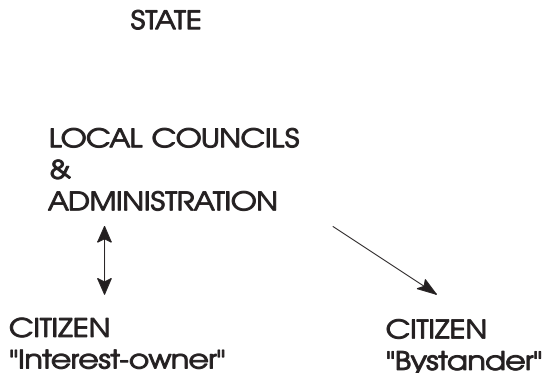 STATE
LOCAL COUNCILS
&
ADMINISTRATION
CITIZEN
"Interest-owner"
CITIZEN
"Bystander"